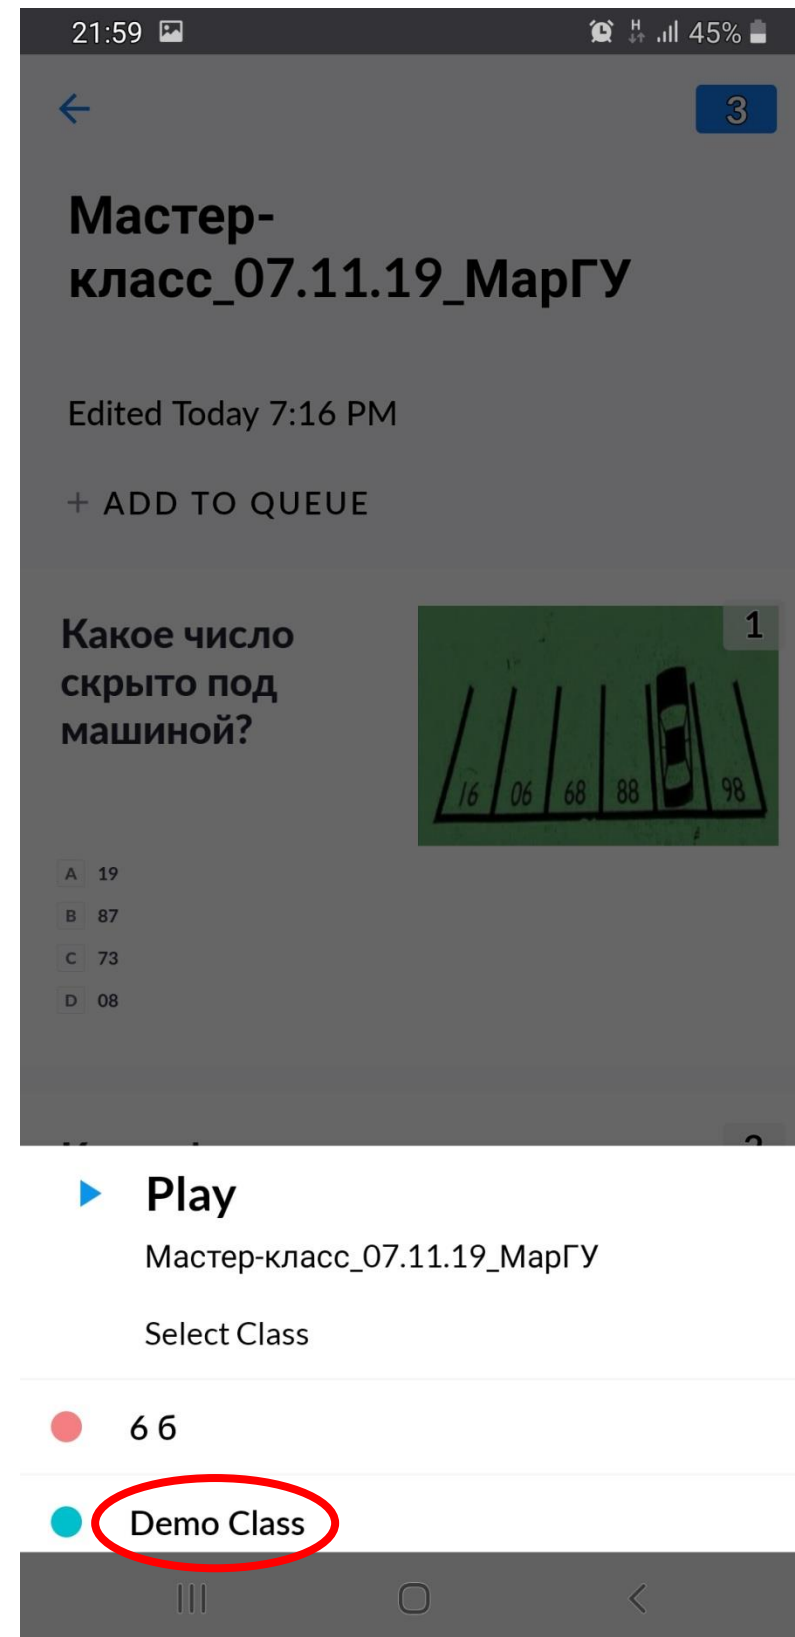 21:59 45%
3
Мастер-
класс_07.11.19_МарГУ
Edited Today 7:16 PM
+ ADD TO QUEUE
Какое число
скрыто под
машиной?
1
16 06 68 88 98
A 19
B 87
C 73
D 08
Play
Мастер-класс_07.11.19_МарГУ
Select Class
6 б
Demo Class